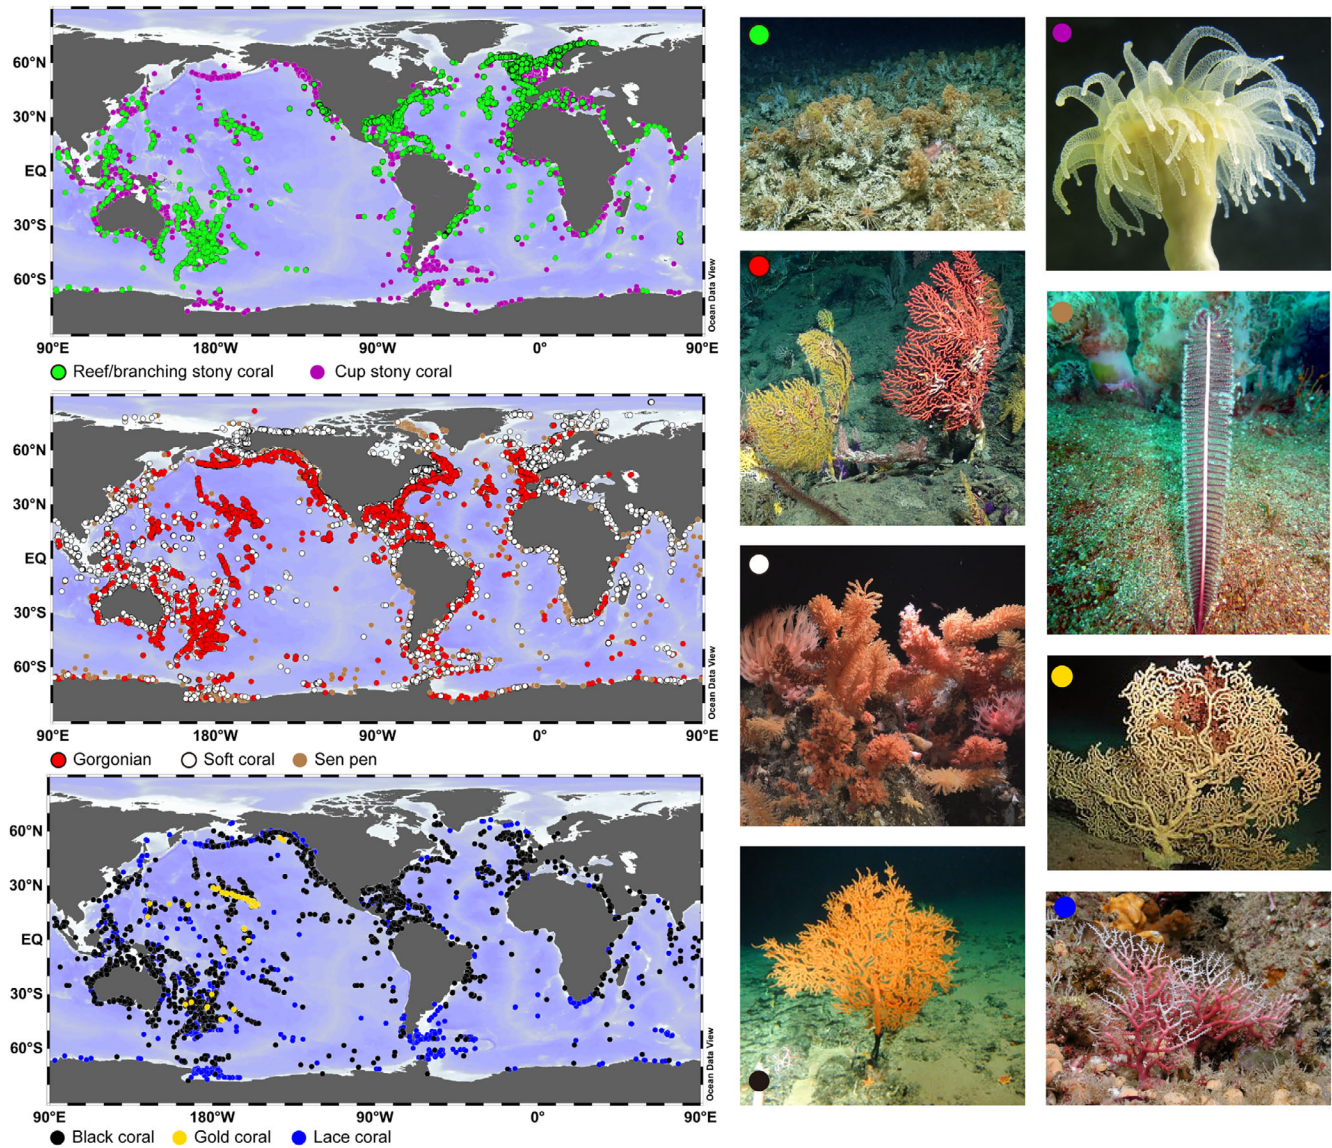 60°N
30°N
EQ
30°S
60°S
90°E 180°W 90°W 0° 90°E
Ocean Data View
Reef/branching stony coral Cup stony coral
60°N
30°N
EQ
30°S
60°S
90°E 180°W 90°W 0° 90°E
Ocean Data View
Gorgonian Soft coral Sen pen
60°N
30°N
EQ
30°S
60°S
90°E 180°W 90°W 0° 90°E
Ocean Data View
Black coral Gold coral Lace coral